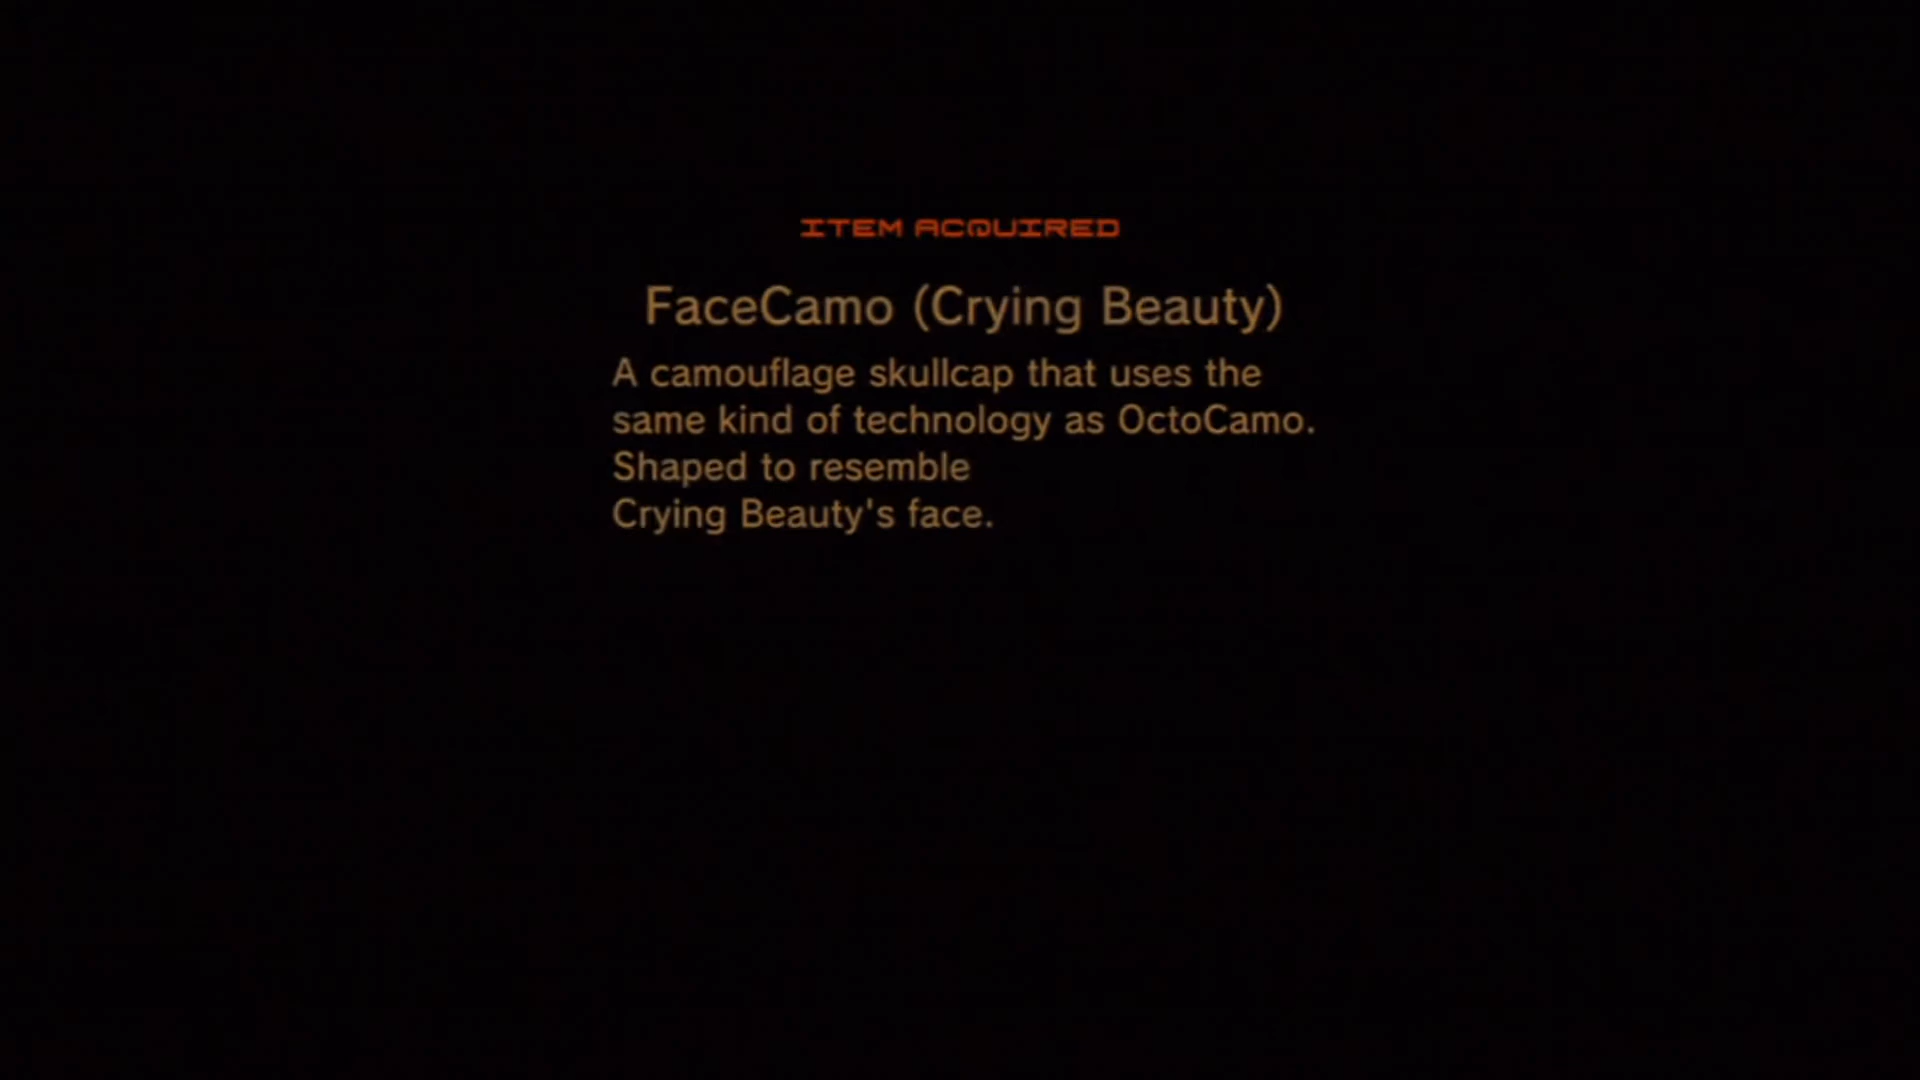 ITEM ACQUIRED
FaceCamo (Crying Beauty)
A camouflage skullcap that uses the
same kind of technology as OctoCamo.
Shaped to resemble
Crying Beauty's face.